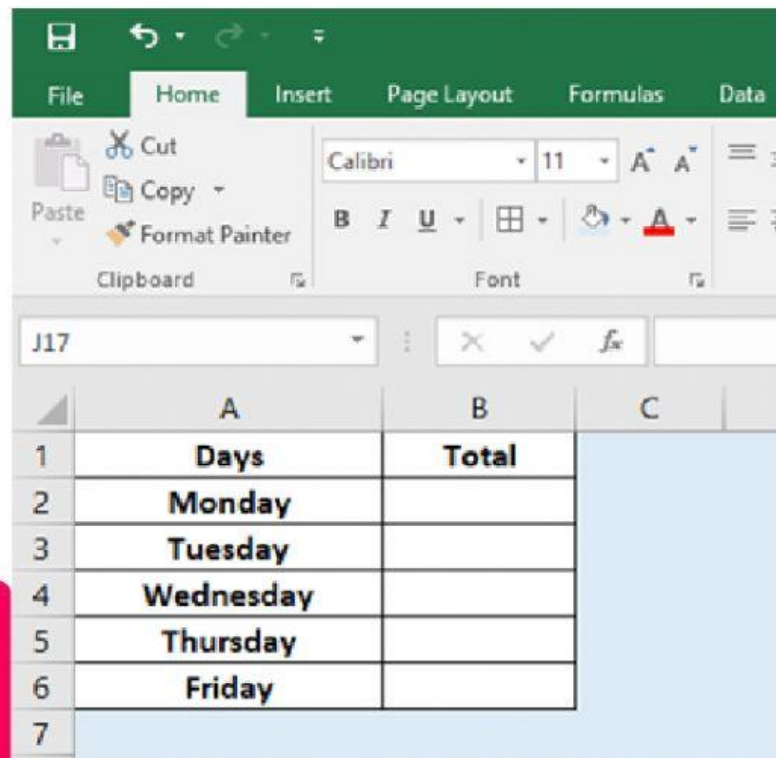 File Home Insert Page Layout Formulas Data
Cut
Copy
Paste
Format Painter
Calibri 11 A A
B I U A
Clipboard Font
J17 fx
A B C
1 Days Total
2 Monday
3 Tuesday
4 Wednesday
5 Thursday
6 Friday
7